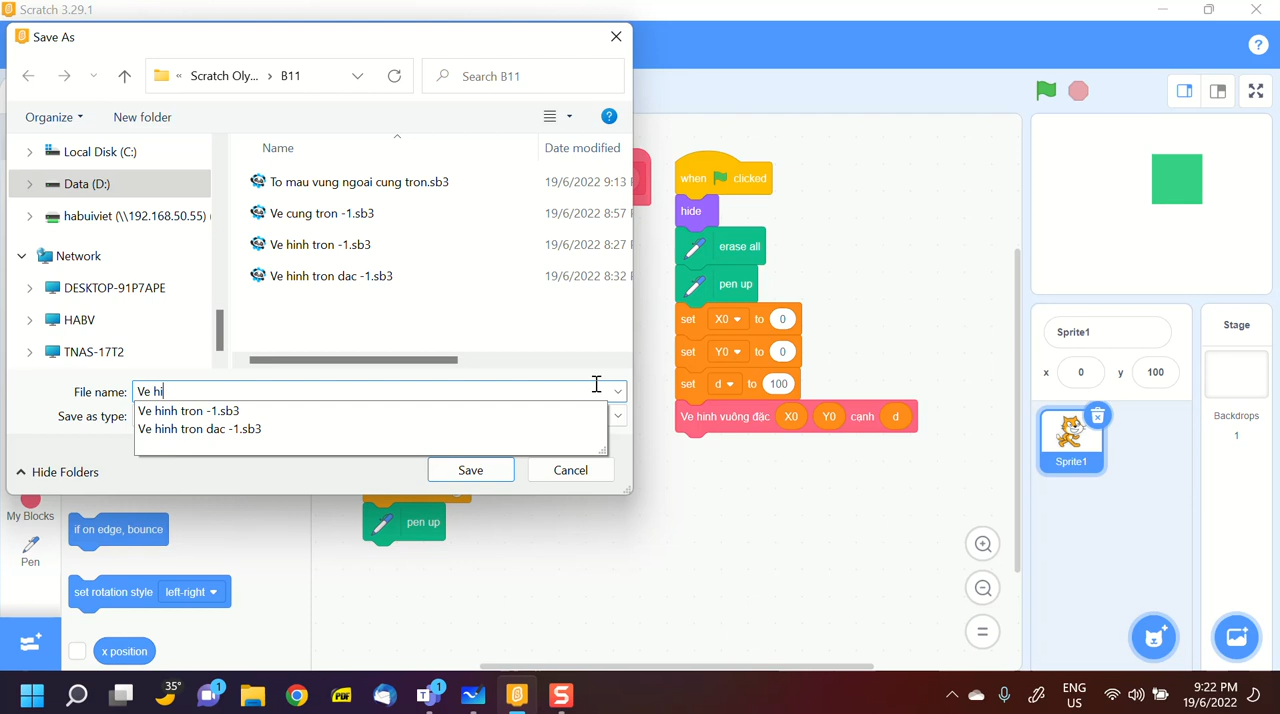 Scratch 3.29.1
Save As
« Scratch Oly... › B11
Search B11
Organize
New folder
Local Disk (C:)
Data (D:)
habuiviet (\\192.168.50.55)
Network
DESKTOP-91P7APE
HABV
TNAS-17T2
Name
Date modified
To mau vung ngoai cung tron.sb3
19/6/2022 9:13
Ve cung tron -1.sb3
19/6/2022 8:57
Ve hinh tron -1.sb3
19/6/2022 8:27
Ve hinh tron dac -1.sb3
19/6/2022 8:32
File name:
Ve hi
Save as type:
Ve hinh tron -1.sb3
Ve hinh tron dac -1.sb3
Hide Folders
Save
Cancel
when clicked
hide
erase all
pen up
set X0 to 0
set Y0 to 0
set d to 100
Ve hinh vuông đặc X0 Y0 cạnh d
pen up
My Blocks
Pen
if on edge, bounce
set rotation style left-right
x position
Sprite1
x 0 y 100
Sprite1
Stage
Backdrops
1
35°
1
PDF
1
ENG
US
9:22 PM
19/6/2022